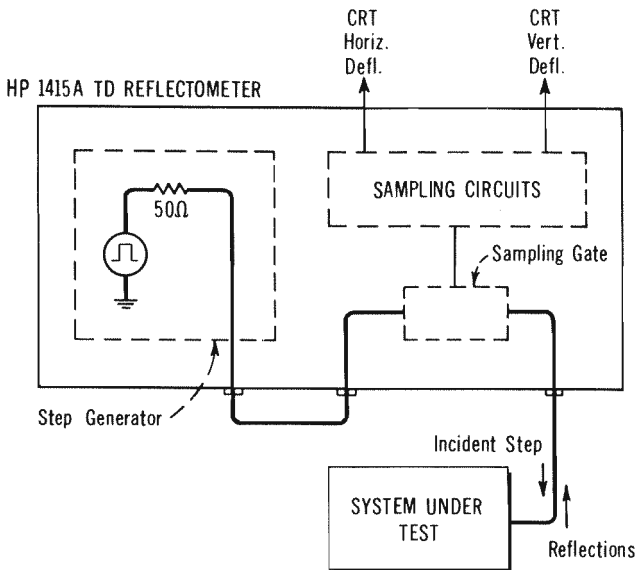 CRT
Horiz.
Defl.
CRT
Vert.
Defl.
HP 1415A TD REFLECTOMETER
50Ω
SAMPLING CIRCUITS
Sampling Gate
Step Generator
Incident Step
SYSTEM UNDER
TEST
Reflections